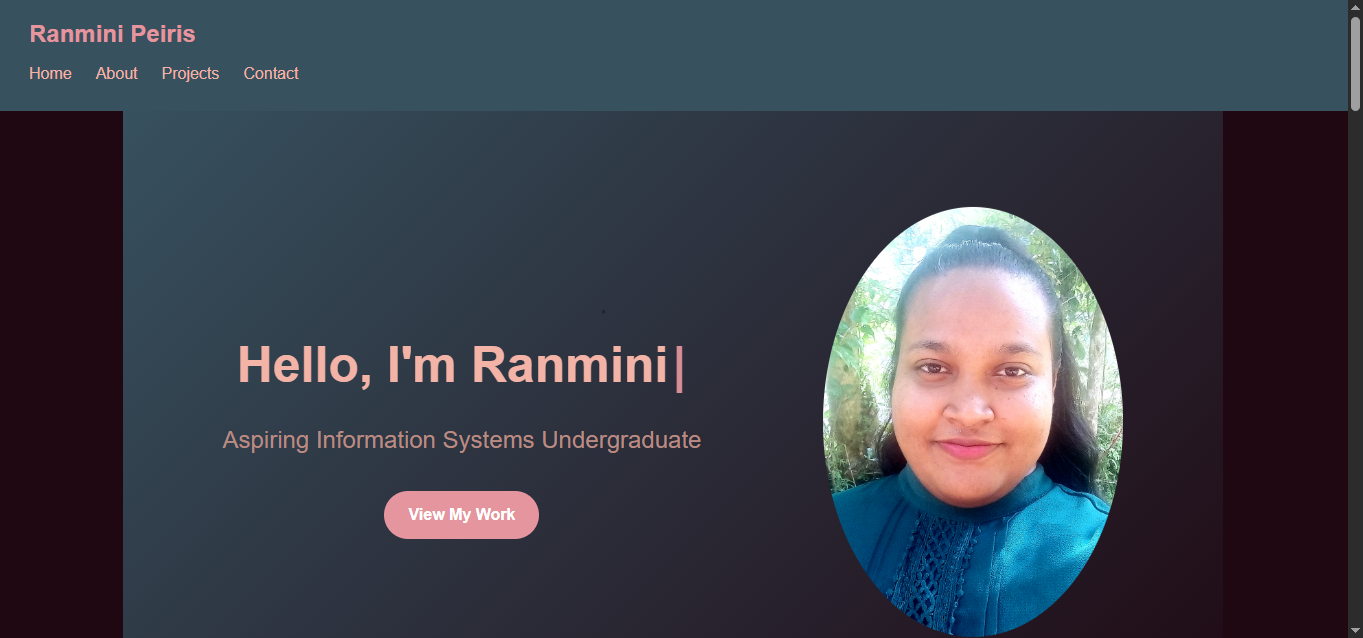 Ranmini Peiris
Home About Projects Contact
Hello, I'm Ranmini|
Aspiring Information Systems Undergraduate
View My Work